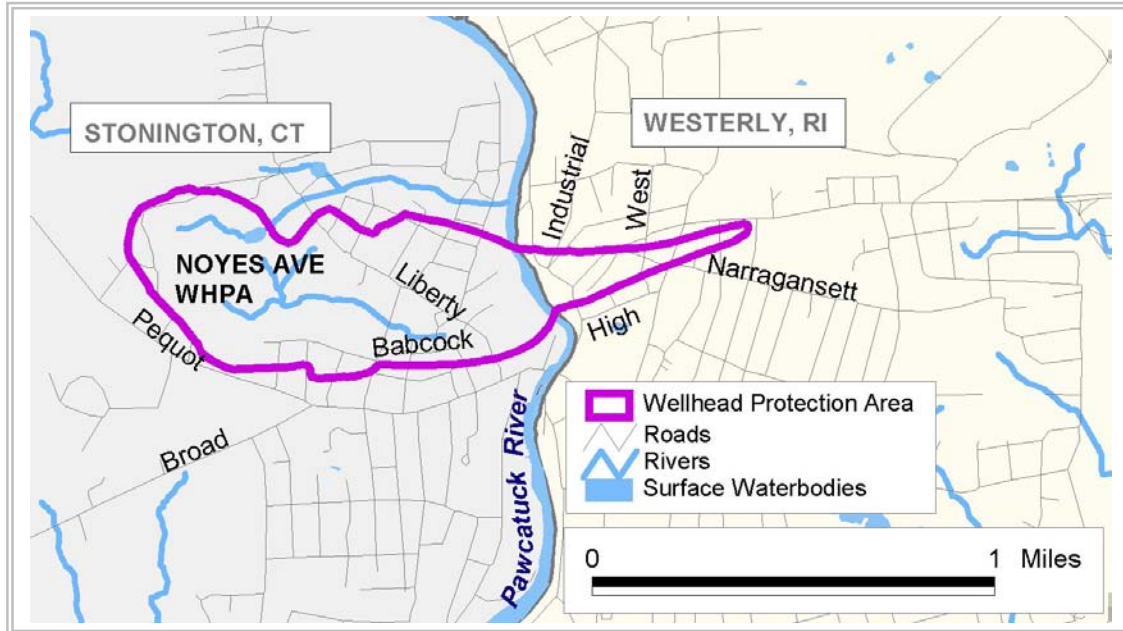 STONINGTON, CT
WESTERLY, RI
Industrial
West
NOYES AVE
WHPA
Liberty
Narragansett
Pequot
Babcock
High
Broad
Pawcatuck River
Wellhead Protection Area
Roads
Rivers
Surface Waterbodies
0 1 Miles